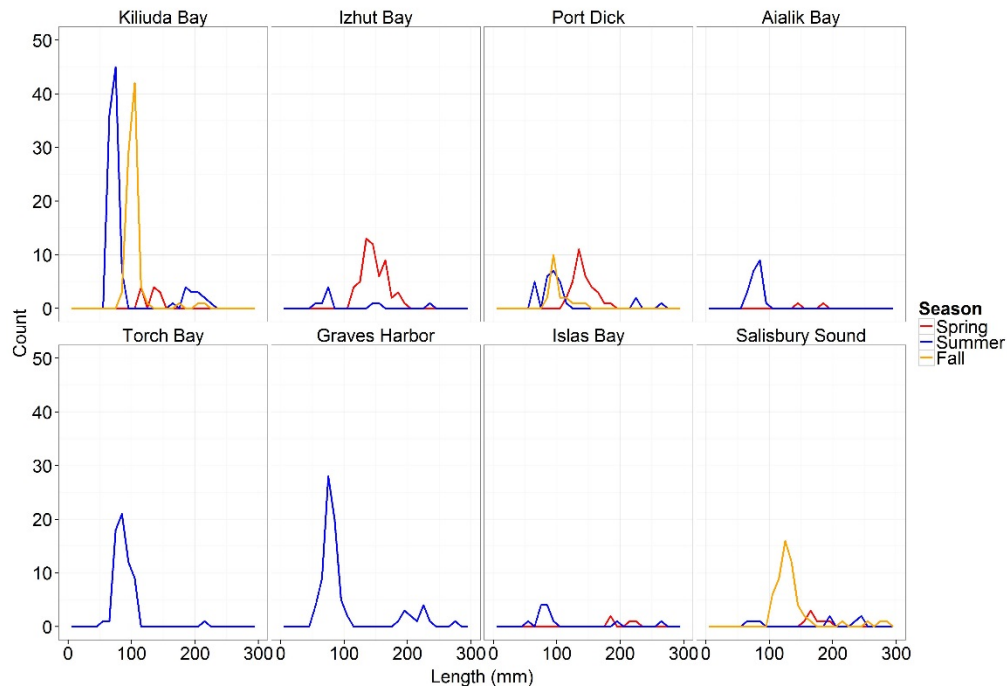 Kiliuda Bay Izhut Bay Port Dick Aialik Bay
50
40
30
20
10
0
Torch Bay Graves Harbor Islas Bay Salisbury Sound
50
40
30
20
10
0
0 100 200 300 0 100 200 300 0 100 200 300 0 100 200 300
Length (mm)
Count
Season
Spring
Summer
Fall